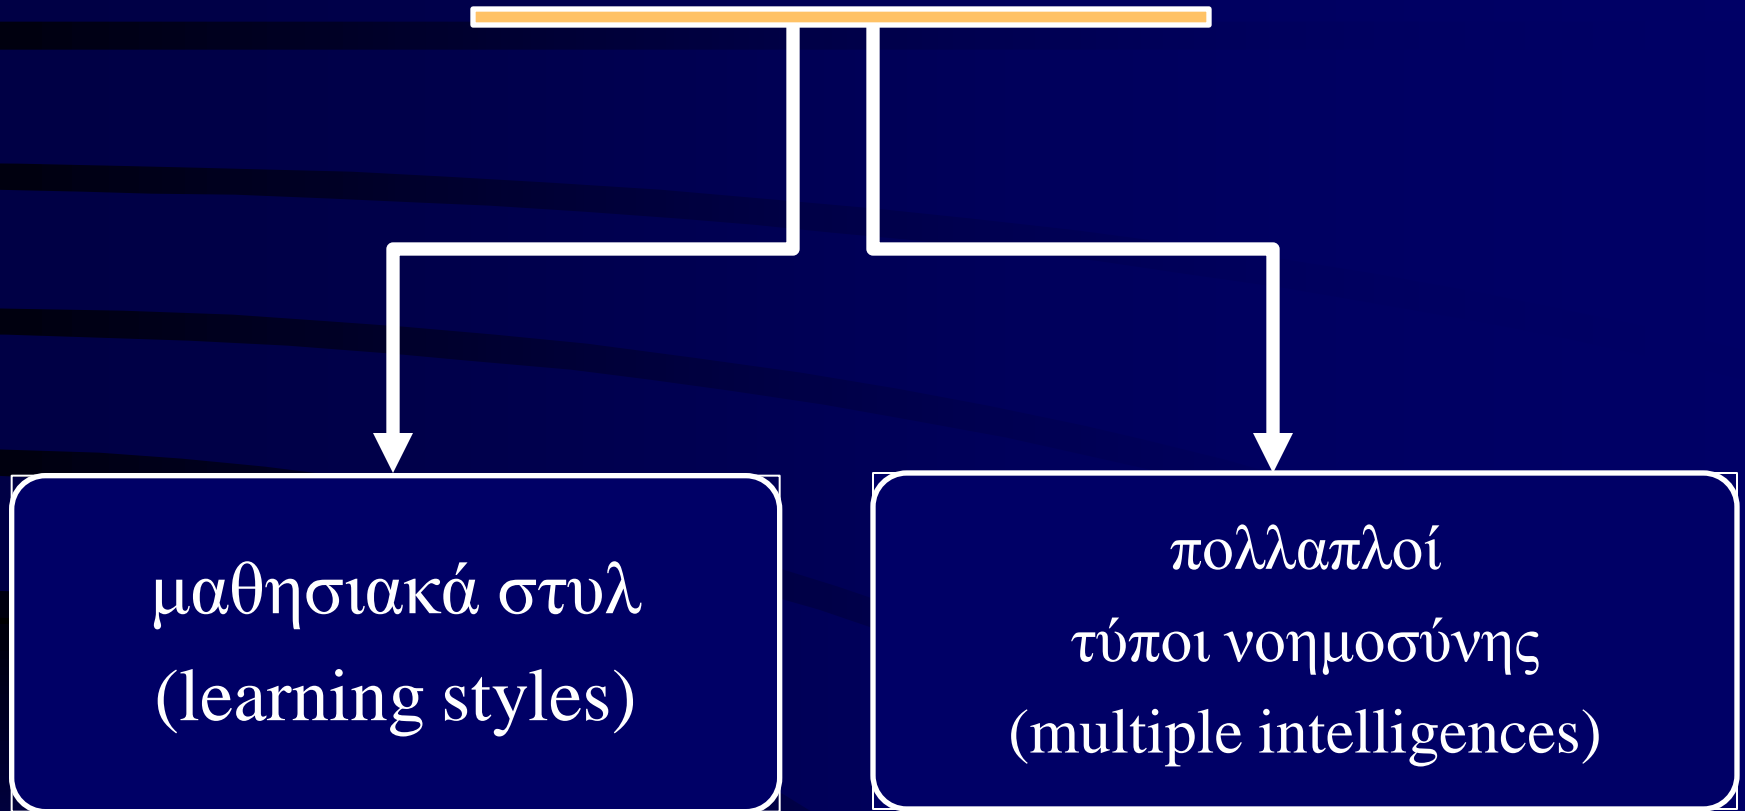 μαθησιακά στυλ
(learning styles)
πολλαπλοί
τύποι νοημοσύνης
(multiple intelligences)